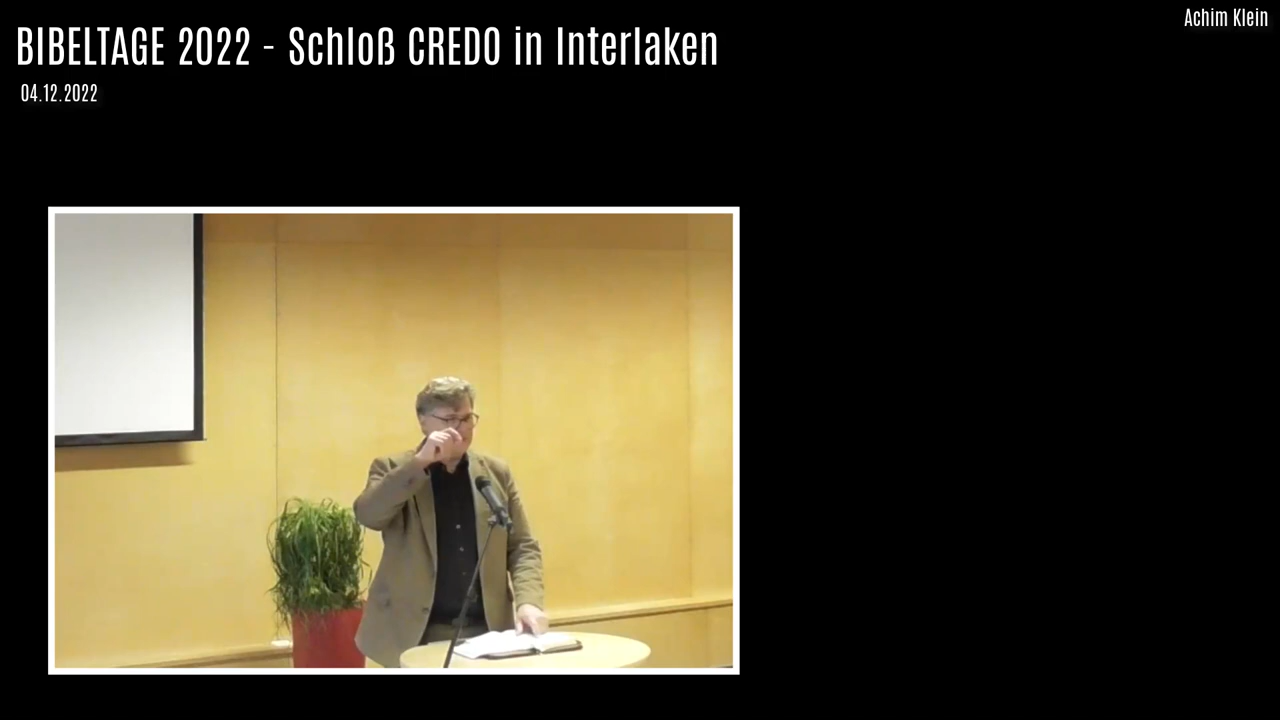 Achim Klein
BIBELTAGE 2022 - Schloß CREDO in Interlaken
04.12.2022